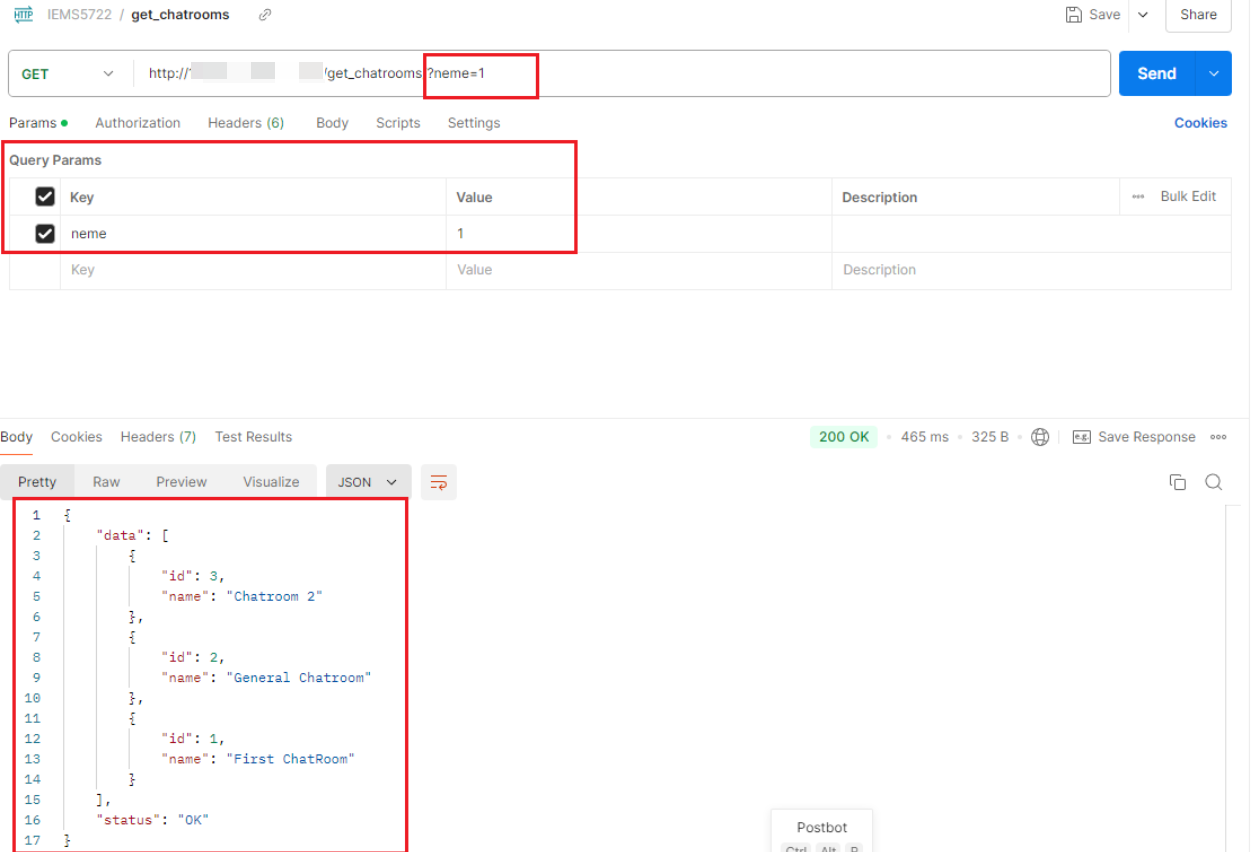 HTTP IEMS5722 / get_chatrooms Save Share
GET http:// /get_chatrooms ?neme=1 Send
Params Authorization Headers (6) Body Scripts Settings Cookies
Query Params
Key Value Description Bulk Edit
neme 1
Key Value Description
Body Cookies Headers (7) Test Results 200 OK 465 ms 325 B e.g. Save Response
Pretty Raw Preview Visualize JSON
1 {
2 "data": [
3 {
4 "id": 3,
5 "name": "Chatroom 2"
6 },
7 {
8 "id": 2,
9 "name": "General Chatroom"
10 },
11 {
12 "id": 1,
13 "name": "First ChatRoom"
14 }
15 ],
16 "status": "OK"
17 }
Postbot
Ctrl Alt P